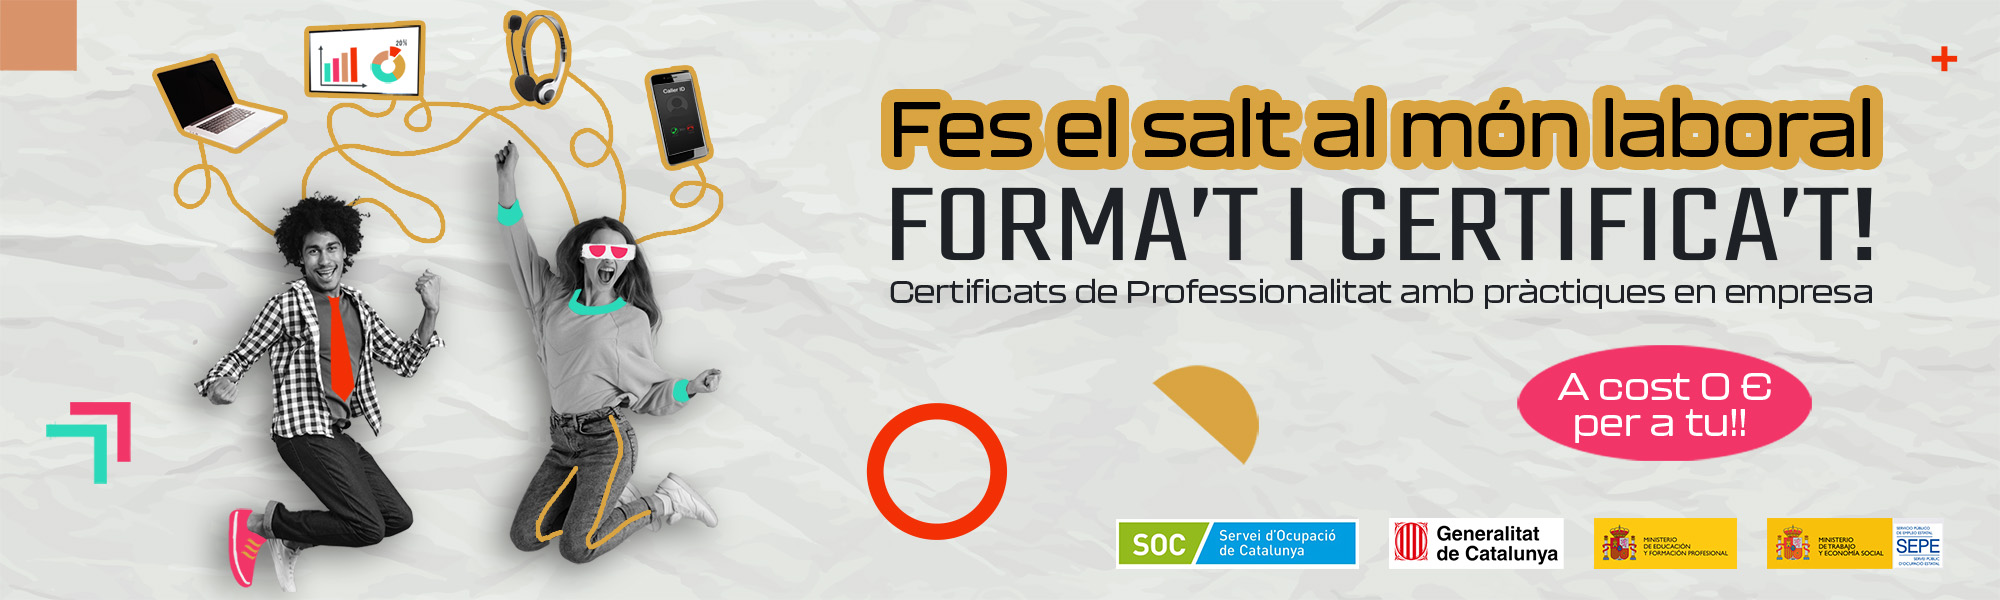 20%
Caller ID
Fes el salt al món laboral
FORMA'T I CERTIFICA'T!
Certificats de Professionalitat amb pràctiques en empresa
A cost 0 €
per a tu!!
SOC
Servei d'Ocupació
de Catalunya
Generalitat
de Catalunya
MINISTERIO
DE EDUCACIÓN
Y FORMACIÓN PROFESIONAL
MINISTERIO
DE TRABAJO
Y ECONOMÍA SOCIAL
SERVICIO PÚBLICO
DE EMPLEO ESTATAL
SEPE
SERVEI PÚBLIC
D'OCUPACIÓ ESTATAL